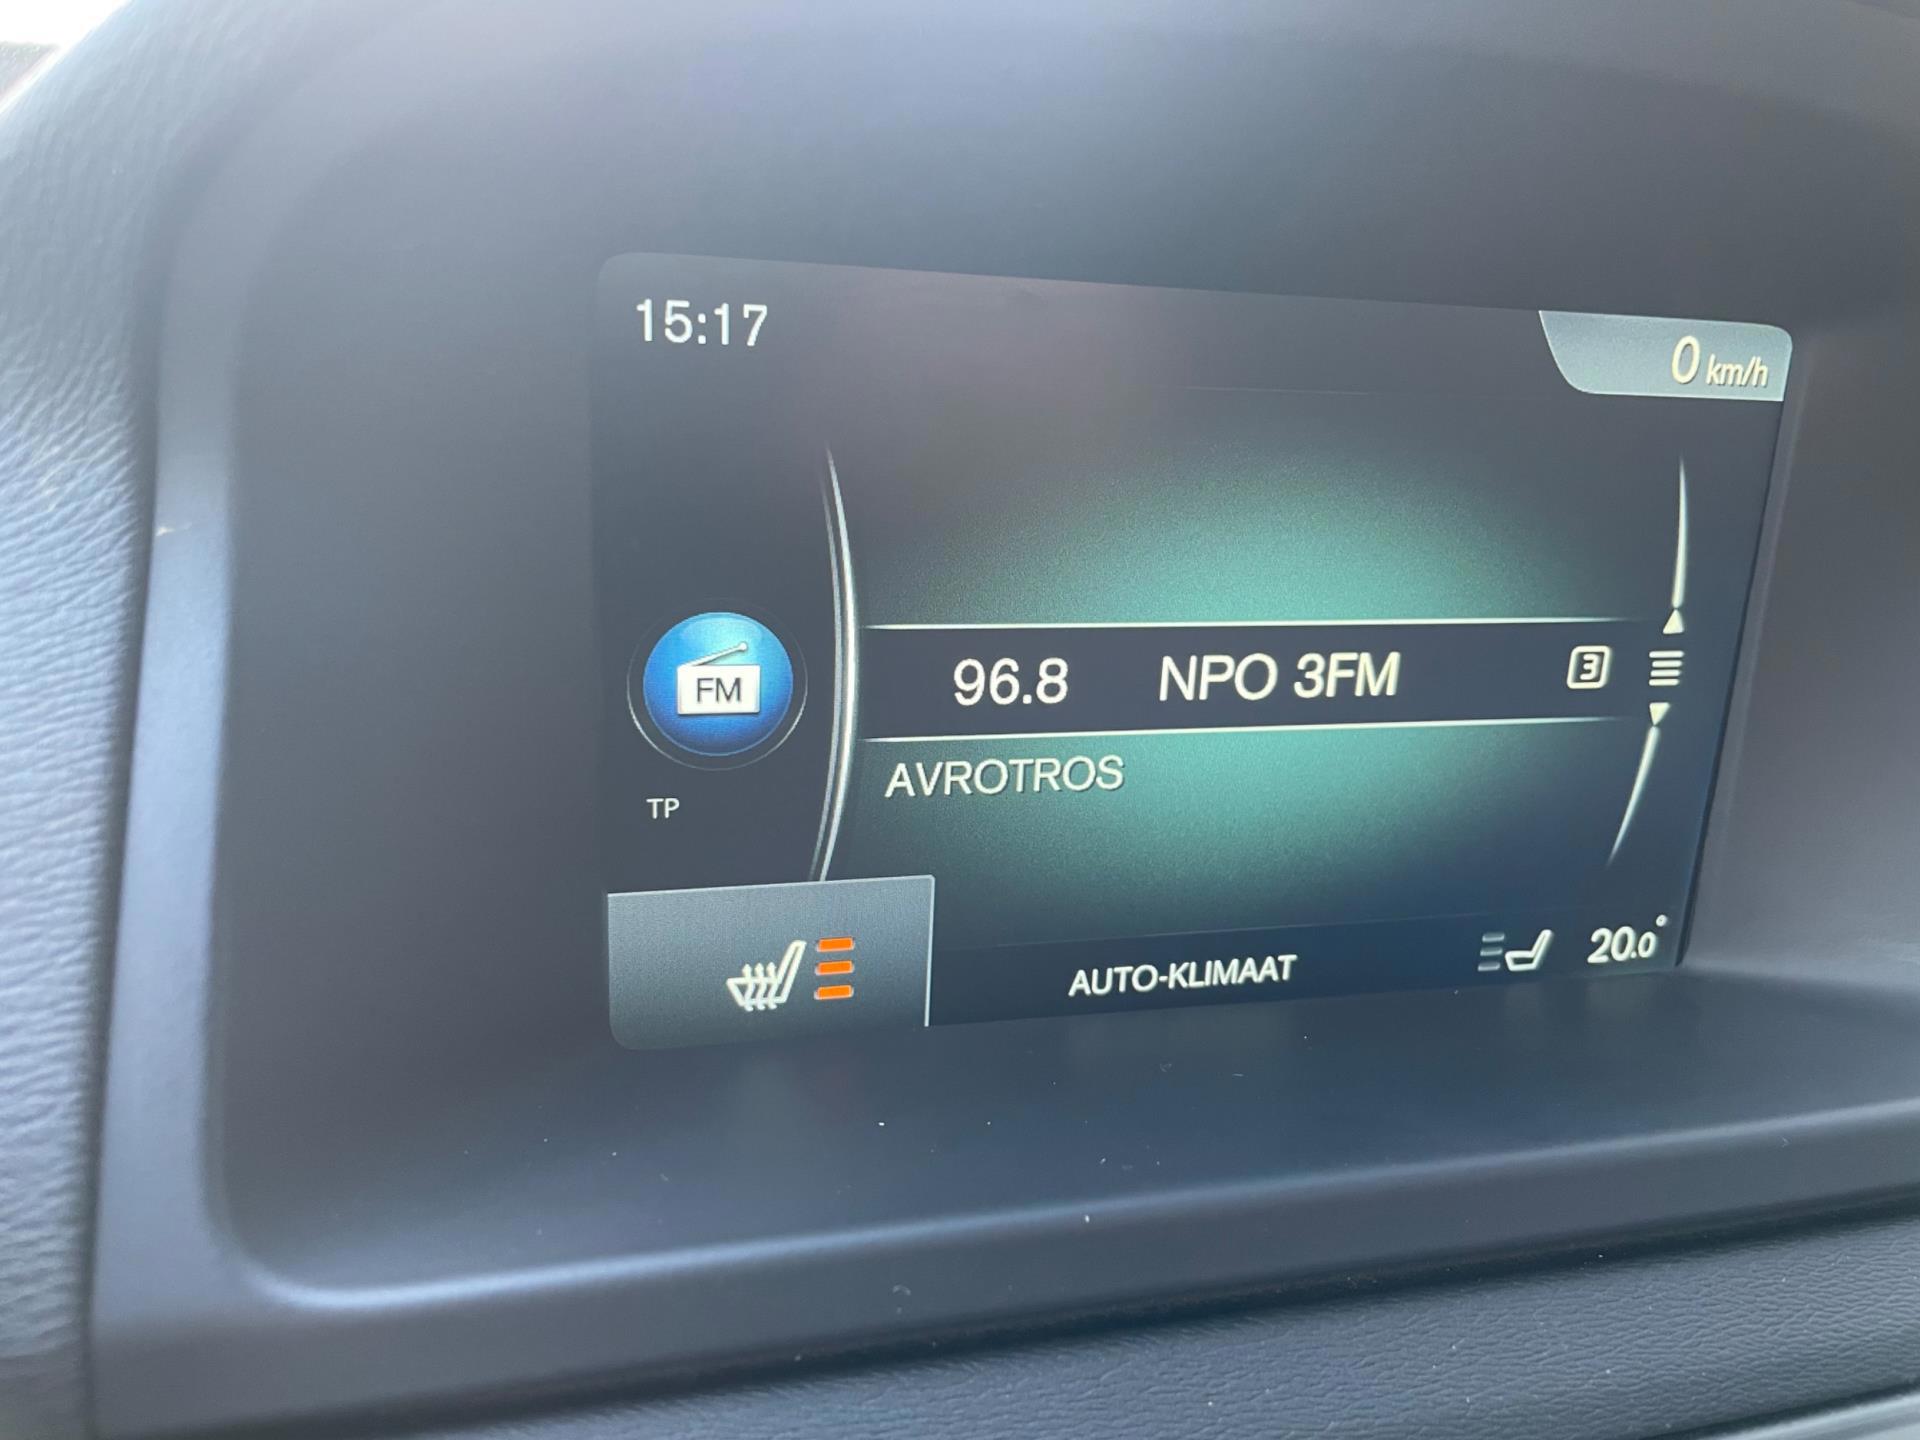 15:17
0 km/h
FM
96.8 NPO 3FM 3
AVROTROS
TP
AUTO-KLIMAAT 20.0°